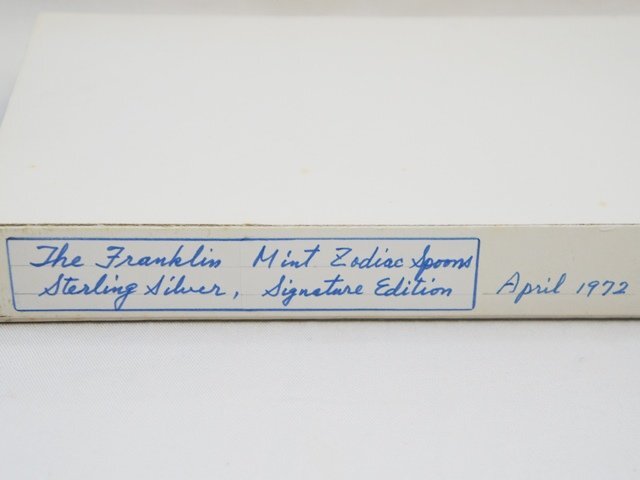 The Franklin Mint Zodiac Spoons
Sterling Silver, Signature Edition
April 1972